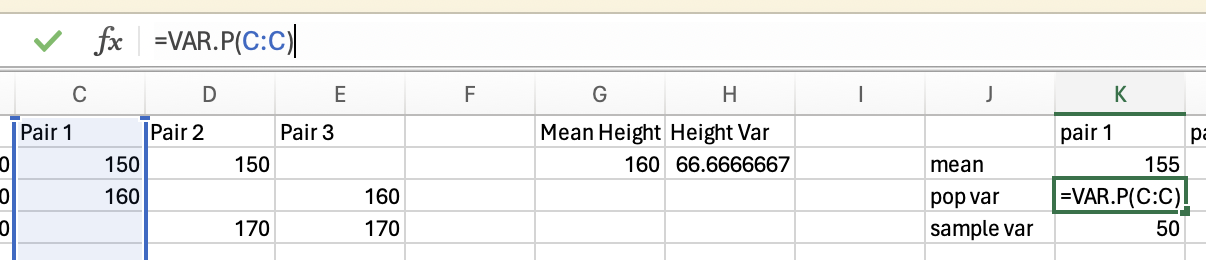 fx =VAR.P(C:C)
C D E F G H I J K
Pair 1 Pair 2 Pair 3 Mean Height Height Var pair 1 pa
0 150 150 160 66.6666667 mean 155
0 160 160 pop var =VAR.P(C:C)
0 170 170 sample var 50